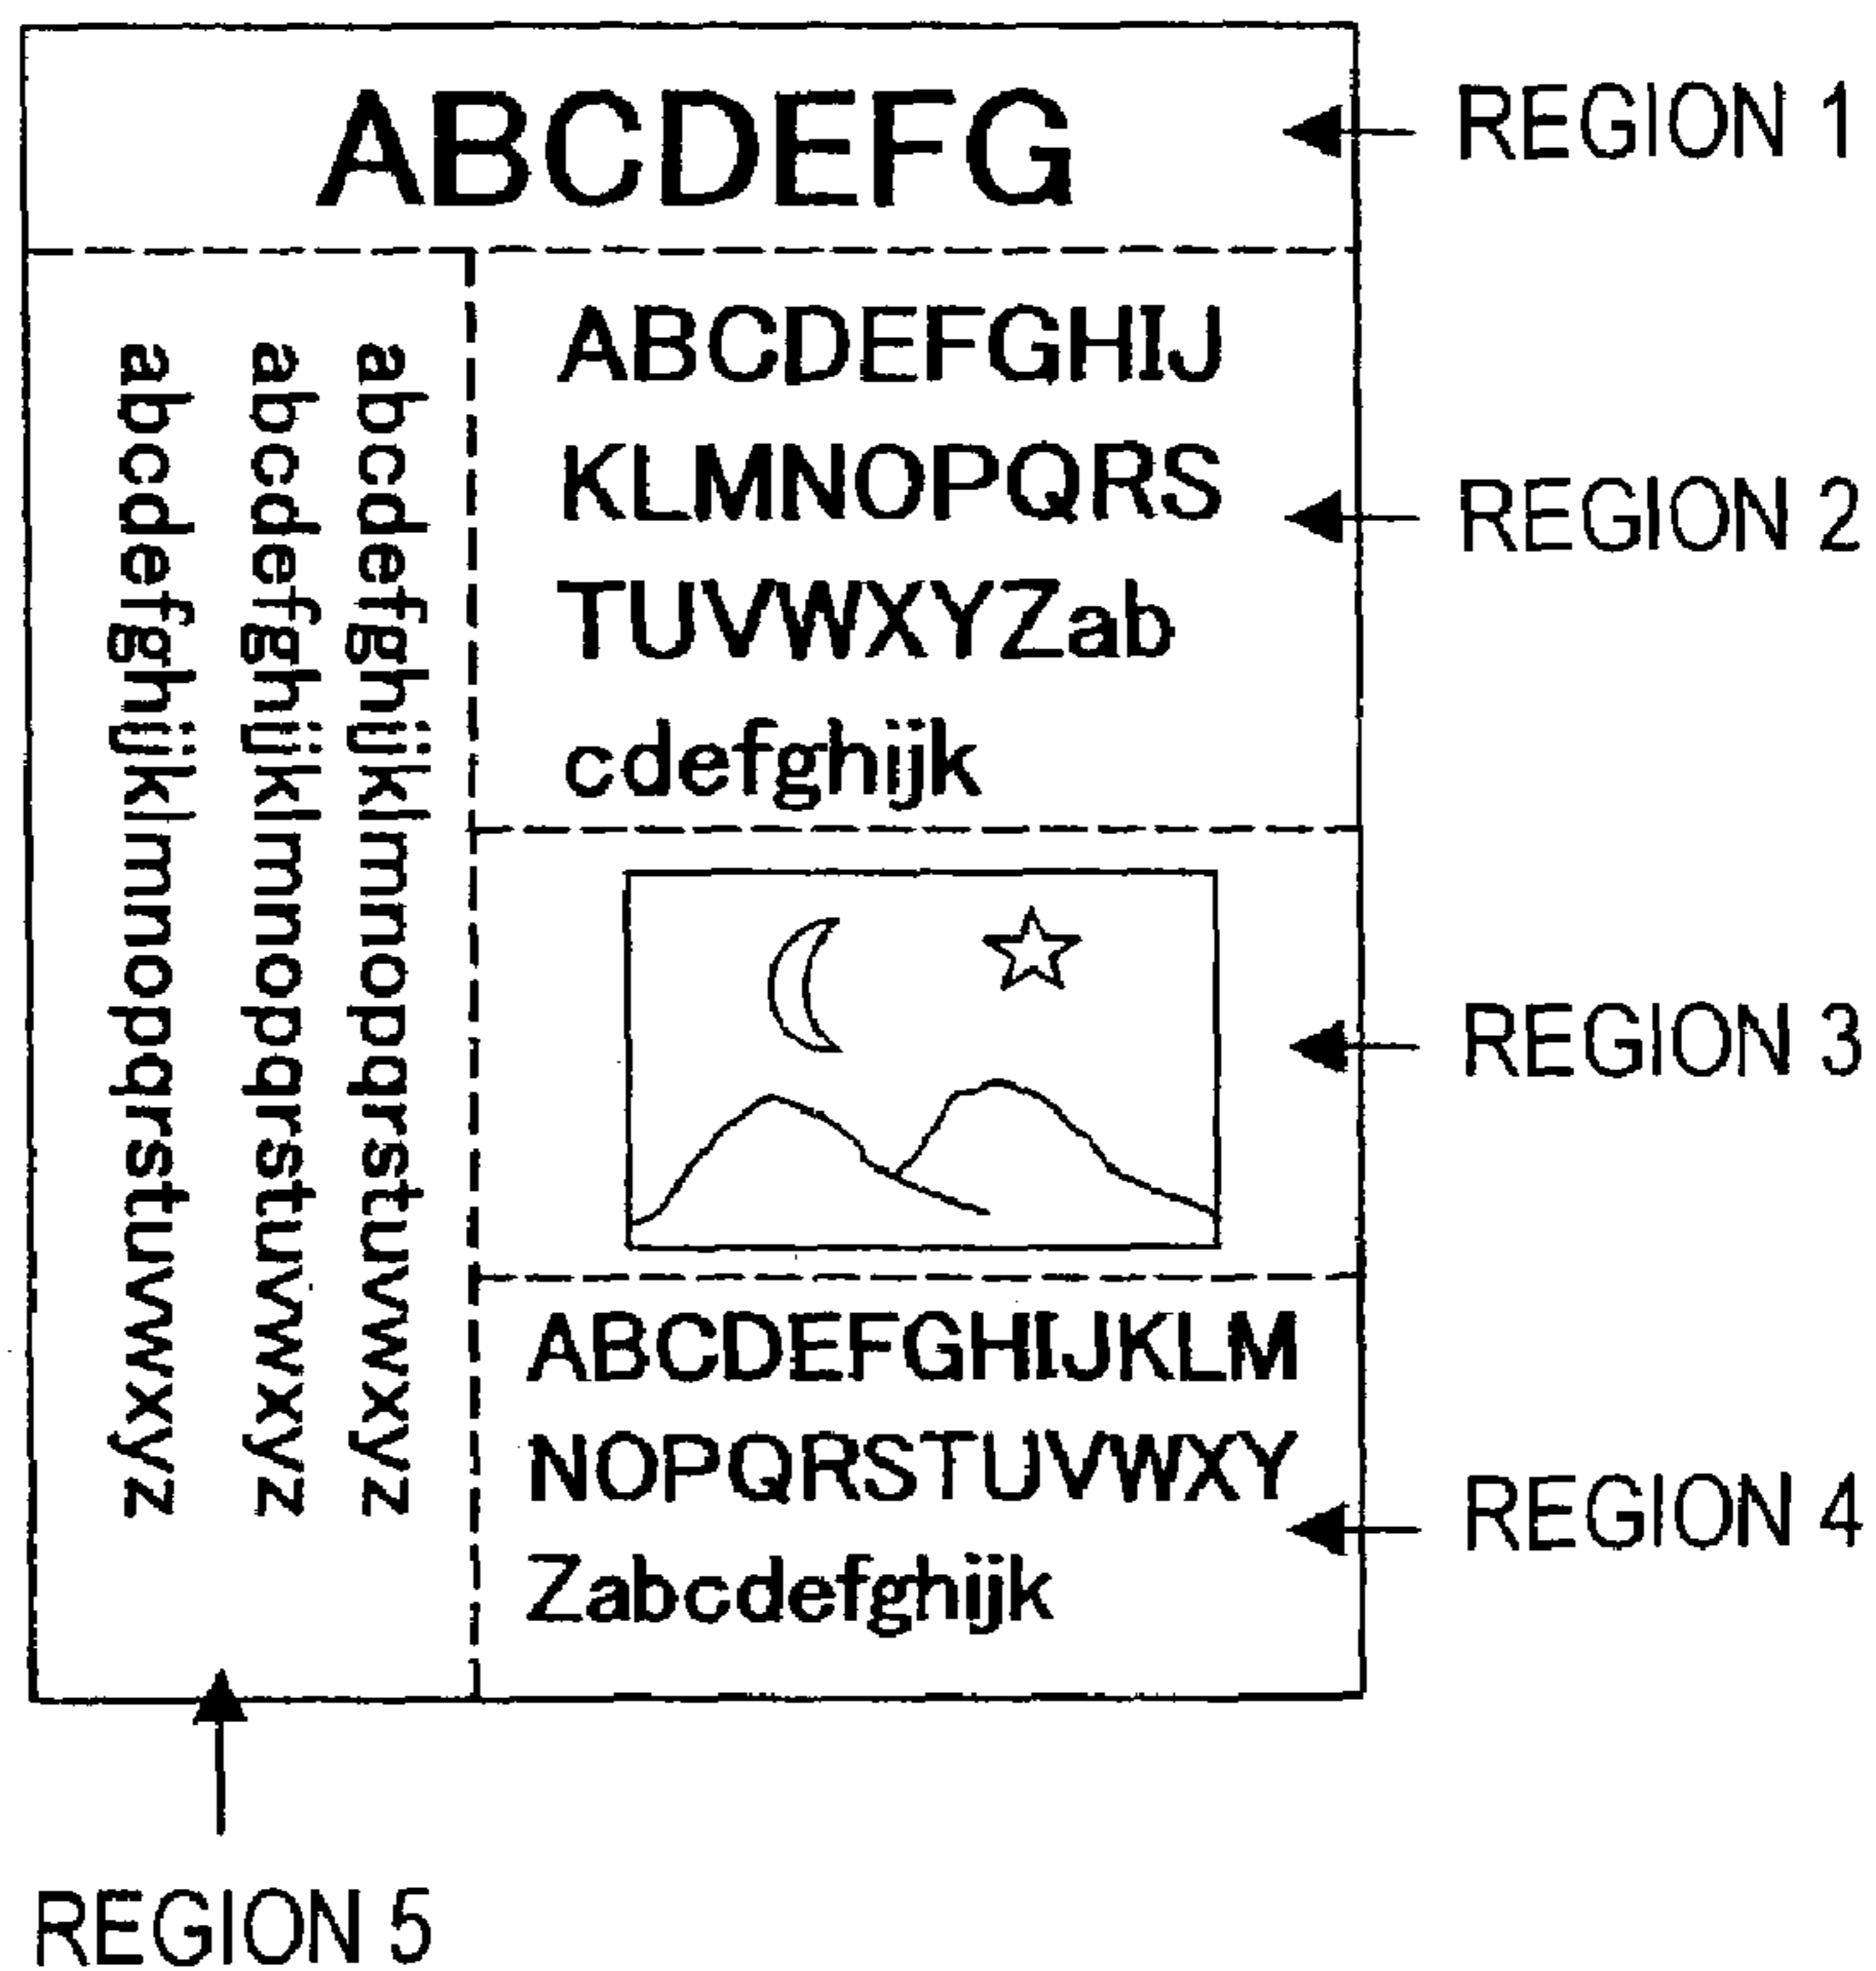 ABCDEFG
REGION 1
ABCDEFGHIJ
KLMNOPQRS
TUVWXYZab
cdefghijk
REGION 2
REGION 3
ABCDEFGHIJKLM
NOPQRSTUVWXY
Zabcdefghijk
REGION 4
abcdefghijklmnopqrstuvwxyz
abcdefghijklmnopqrstuvwxyz
abcdefghijklmnopqrstuvwxyz
REGION 5